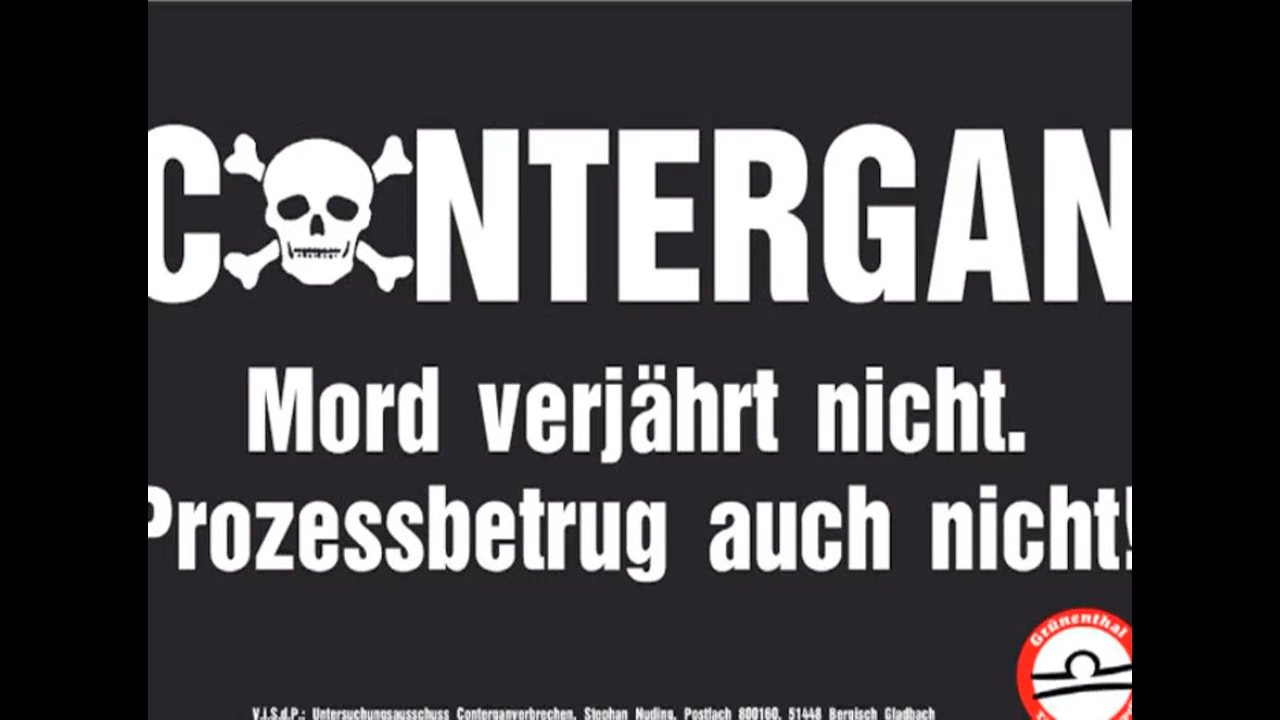 CONTERGAN
Mord verjährt nicht.
Prozessbetrug auch nicht!
Grünenthal
V.i.S.d.P.: Untersuchungsausschuss Conterganverbrechen, Stephan Nuding, Postfach 800160, 51448 Bergisch Gladbach